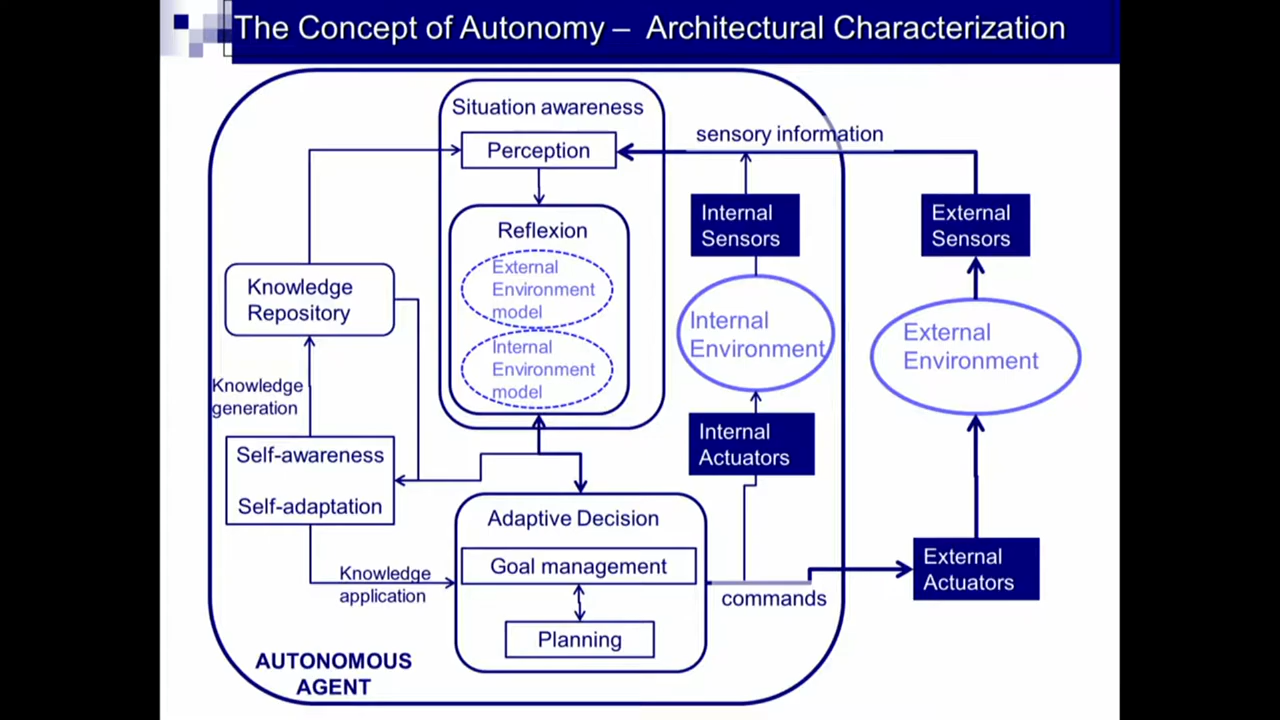 The Concept of Autonomy – Architectural Characterization
Situation awareness
Perception
sensory information
Reflexion
External
Environment
model
Internal
Environment
model
Internal
Sensors
External
Sensors
Knowledge
Repository
Internal
Environment
External
Environment
Knowledge
generation
Internal
Actuators
Self-awareness
Self-adaptation
Adaptive Decision
Goal management
Planning
Knowledge
application
commands
External
Actuators
AUTONOMOUS
AGENT